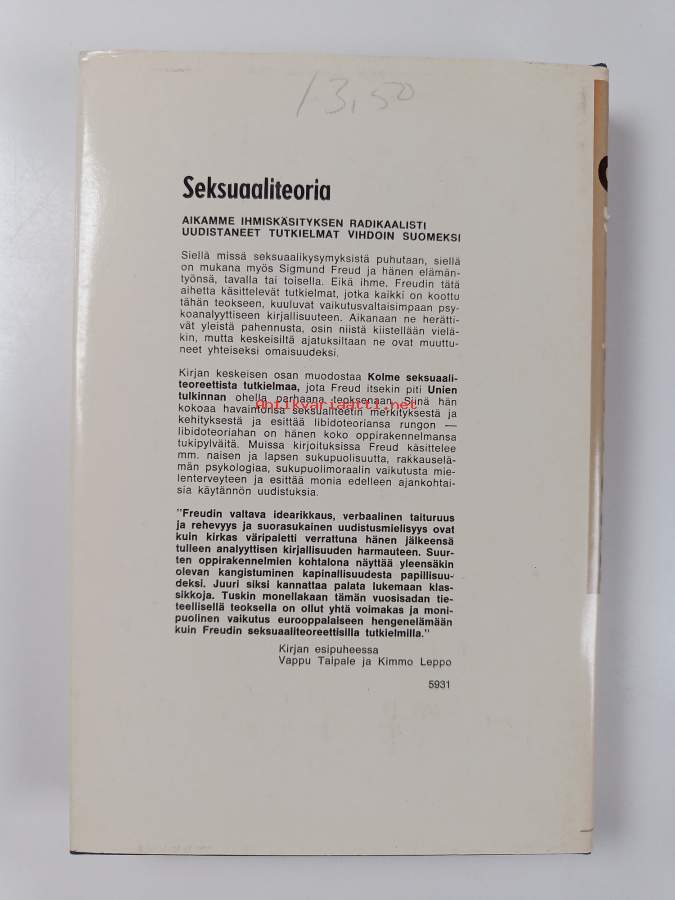 13,50
Seksuaaliteoria
AIKAMME IHMISKÄSITYKSEN RADIKAALISTI
UUDISTANEET TUTKIELMAT VIHDOIN SUOMEKSI
Siellä missä seksuaalikysymyksistä puhutaan, siellä
on mukana myös Sigmund Freud ja hänen elämän-
työnsä, tavalla tai toisella. Eikä ihme. Freudin tätä
aihetta käsittelevät tutkielmat, jotka kaikki on koottu
tähän teokseen, kuuluvat vaikutusvaltaisimpaan psy-
koanalyyttiseen kirjallisuuteen. Aikanaan ne herätti-
vät yleistä pahennusta, osin niistä kiistellään vielä-
kin, mutta keskeisiltä ajatuksiltaan ne ovat muuttu-
neet yhteiseksi omaisuudeksi.
Kirjan keskeisen osan muodostaa Kolme seksuaali-
teoreettista tutkielmaa, jota Freud itsekin piti Unien
tulkinnan ohella parhaana teoksenaan. Siinä hän
Antikvariaatti.net
kokoaa havaintonsa seksualiteetin merkityksestä ja
kehityksestä ja esittää libidoteoriansa rungon —
libidoteoriahan on hänen koko oppirakennelmansa
tukipylväitä. Muissa kirjoituksissa Freud käsittelee
mm. naisen ja lapsen sukupuolisuutta, rakkauselä-
män psykologiaa, sukupuolimoraalin vaikutusta mie-
lenterveyteen ja esittää monia edelleen ajankohtai-
sia käytännön uudistuksia.
"Freudin valtava idearikkaus, verbaalinen taituruus
ja rehevyys ja suorasukainen uudistusmielisyys ovat
kuin kirkas väripaletti verrattuna hänen jälkeensä
tulleen analyyttisen kirjallisuuden harmauteen. Suur-
ten oppirakennelmien kohtalona näyttää yleensäkin
olevan kangistuminen kapinallisuudesta papillisuu-
deksi. Juuri siksi kannattaa palata lukemaan klas-
sikkoja. Tuskin monellakaan tämän vuosisadan tie-
teellisellä teoksella on ollut yhtä voimakas ja moni-
puolinen vaikutus eurooppalaiseen hengenelämään
kuin Freudin seksuaaliteoreettisilla tutkielmilla."
Kirjan esipuheessa
Vappu Taipale ja Kimmo Leppo
5931